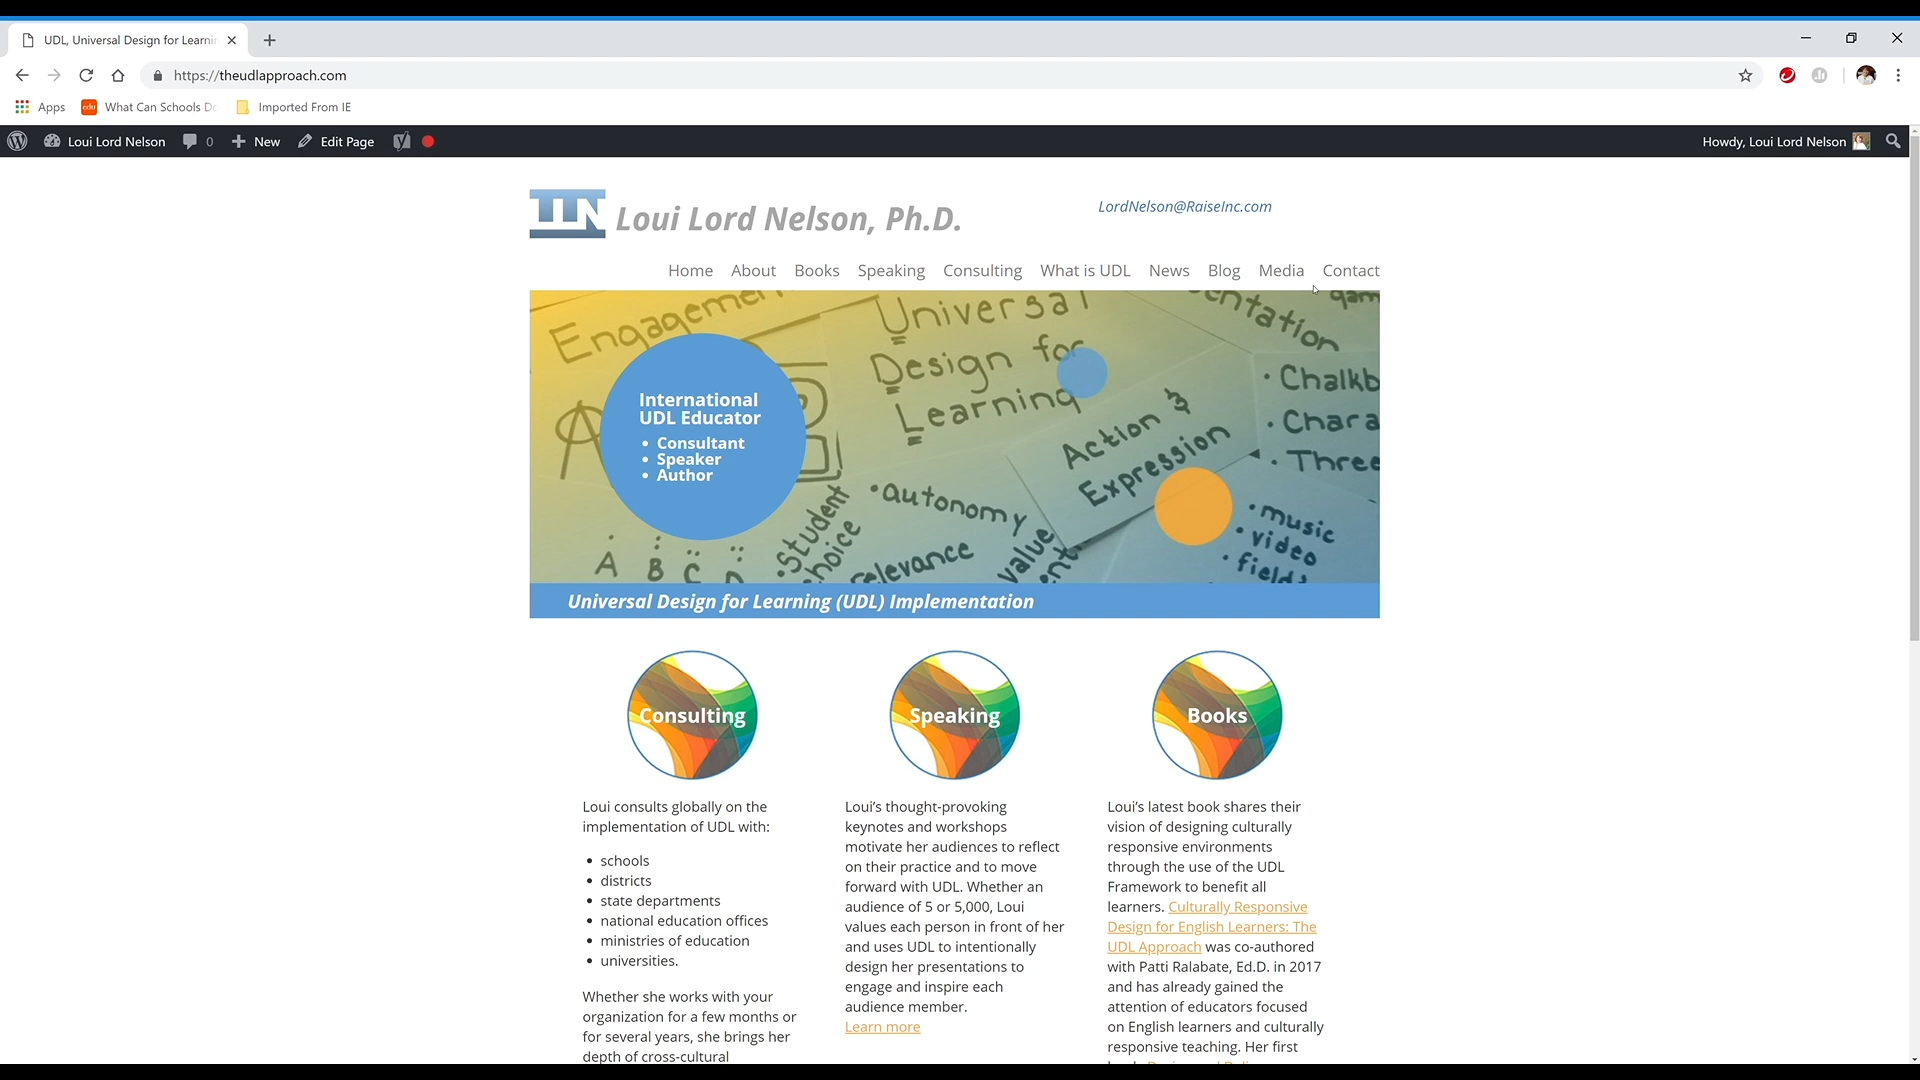 UDL, Universal Design for Learnin
https://theudlapproach.com
Apps
What Can Schools Do
Imported From IE
Loui Lord Nelson
0
New
Edit Page
Howdy, Loui Lord Nelson
LLN
Loui Lord Nelson, Ph.D.
LordNelson@RaiseInc.com
Home About Books Speaking Consulting What is UDL News Blog Media Contact
Universal
Design for
Learning
International
UDL Educator
• Consultant
• Speaker
• Author
Action &
Expression
• Chalkb
• Chara
• Three
• autonomy
• Student
choice
relevance
value
• music
• video
• field
A B C D
Universal Design for Learning (UDL) Implementation
Consulting
Loui consults globally on the
implementation of UDL with:
• schools
• districts
• state departments
• national education offices
• ministries of education
• universities.
Whether she works with your
organization for a few months or
for several years, she brings her
depth of cross-cultural
Speaking
Loui’s thought-provoking
keynotes and workshops
motivate her audiences to reflect
on their practice and to move
forward with UDL. Whether an
audience of 5 or 5,000, Loui
values each person in front of her
and uses UDL to intentionally
design her presentations to
engage and inspire each
audience member.
Learn more
Books
Loui’s latest book shares their
vision of designing culturally
responsive environments
through the use of the UDL
Framework to benefit all
learners. Culturally Responsive
Design for English Learners: The
UDL Approach was co-authored
with Patti Ralabate, Ed.D. in 2017
and has already gained the
attention of educators focused
on English learners and culturally
responsive teaching. Her first